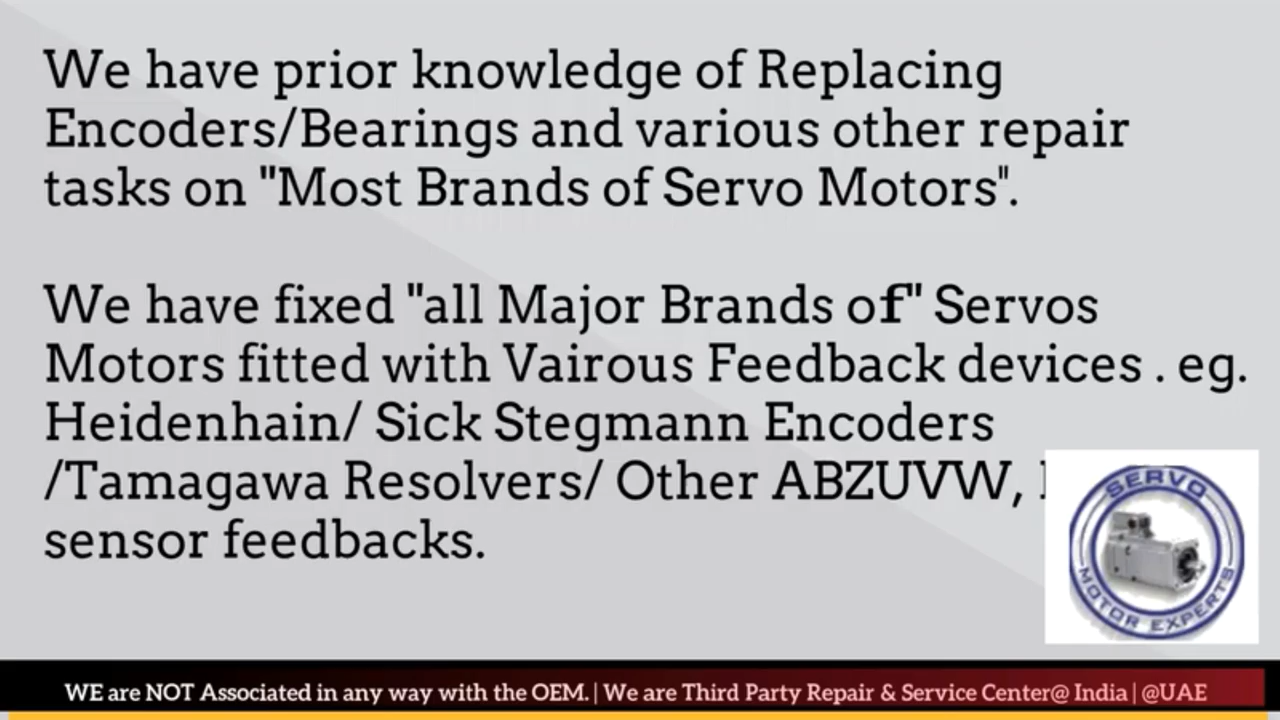 We have prior knowledge of Replacing
Encoders/Bearings and various other repair
tasks on "Most Brands of Servo Motors".
We have fixed "all Major Brands of" Servos
Motors fitted with Vairous Feedback devices . eg.
Heidenhain/ Sick Stegmann Encoders
/Tamagawa Resolvers/ Other ABZUVW,
sensor feedbacks.
SERVO
MOTOR EXPERTS
WE are NOT Associated in any way with the OEM. | We are Third Party Repair & Service Center@ India | @UAE